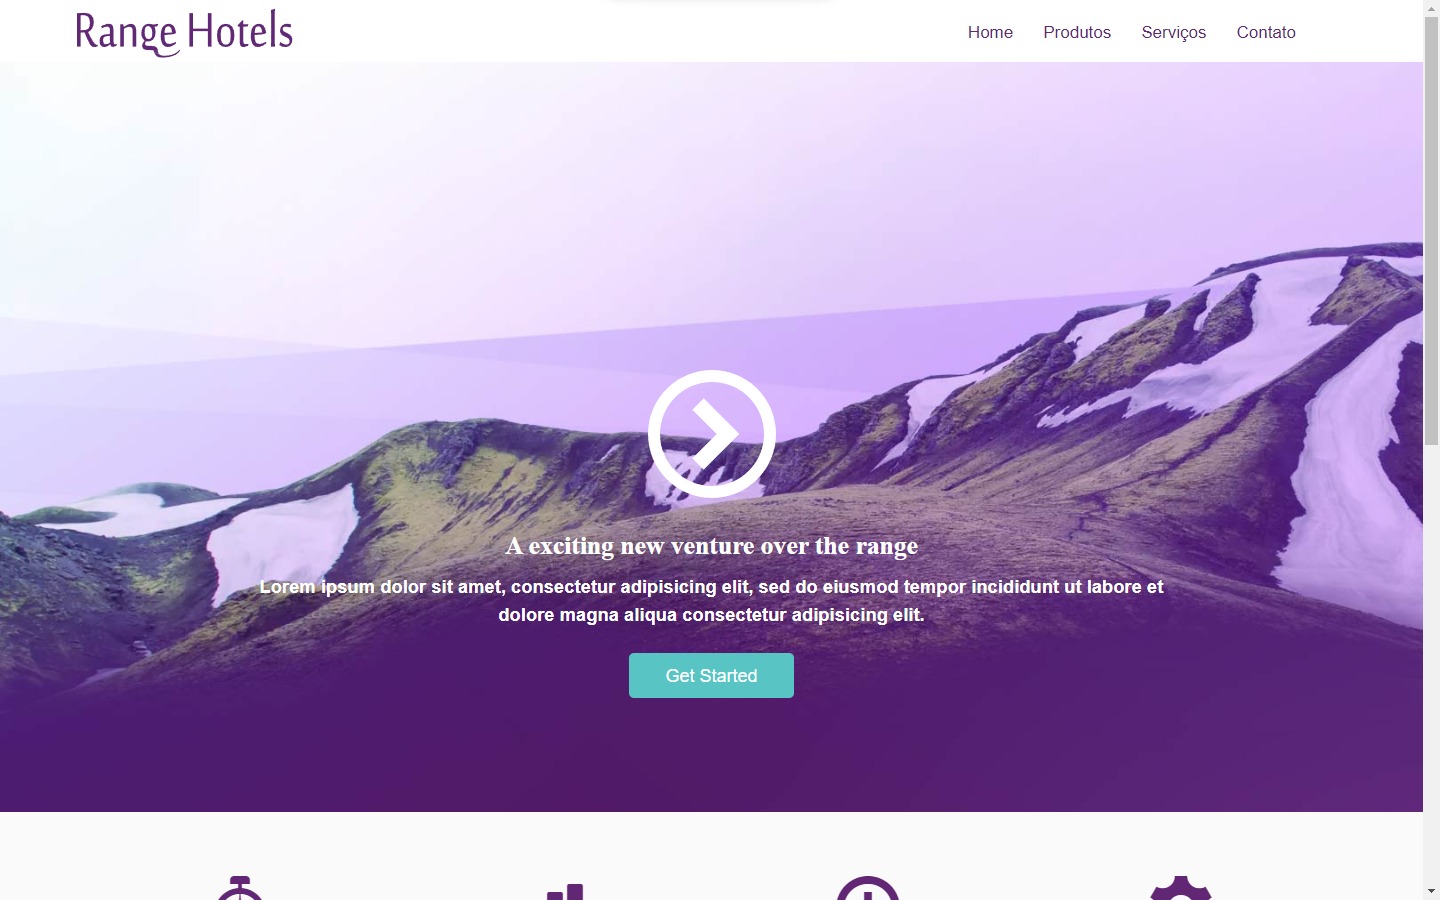 Range Hotels
Home
Produtos
Serviços
Contato
A exciting new venture over the range
Lorem ipsum dolor sit amet, consectetur adipisicing elit, sed do eiusmod tempor incididunt ut labore et
dolore magna aliqua consectetur adipisicing elit.
Get Started